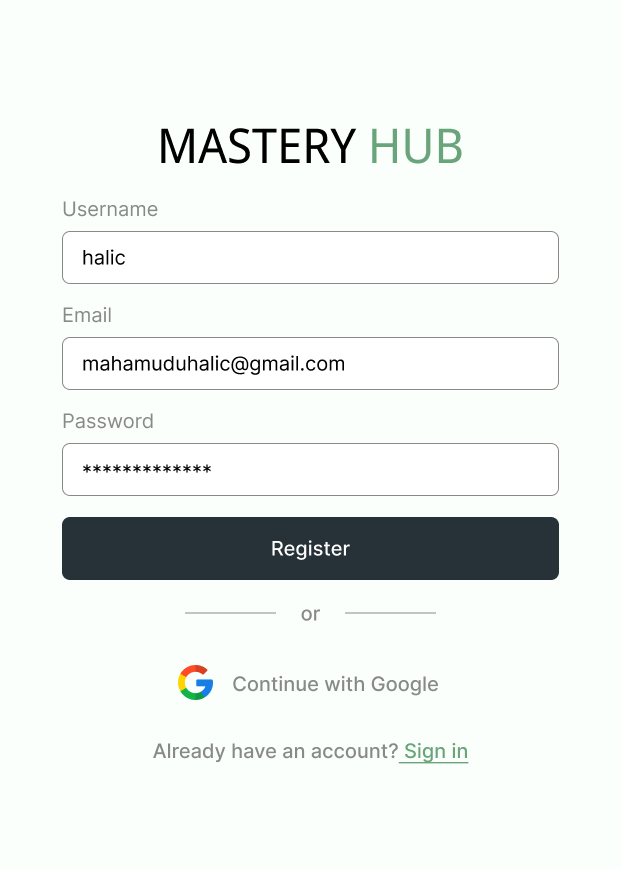 MASTERY HUB
Username
halic
Email
mahamuduhalic@gmail.com
Password
*************
Register
or
Continue with Google
Already have an account? Sign in